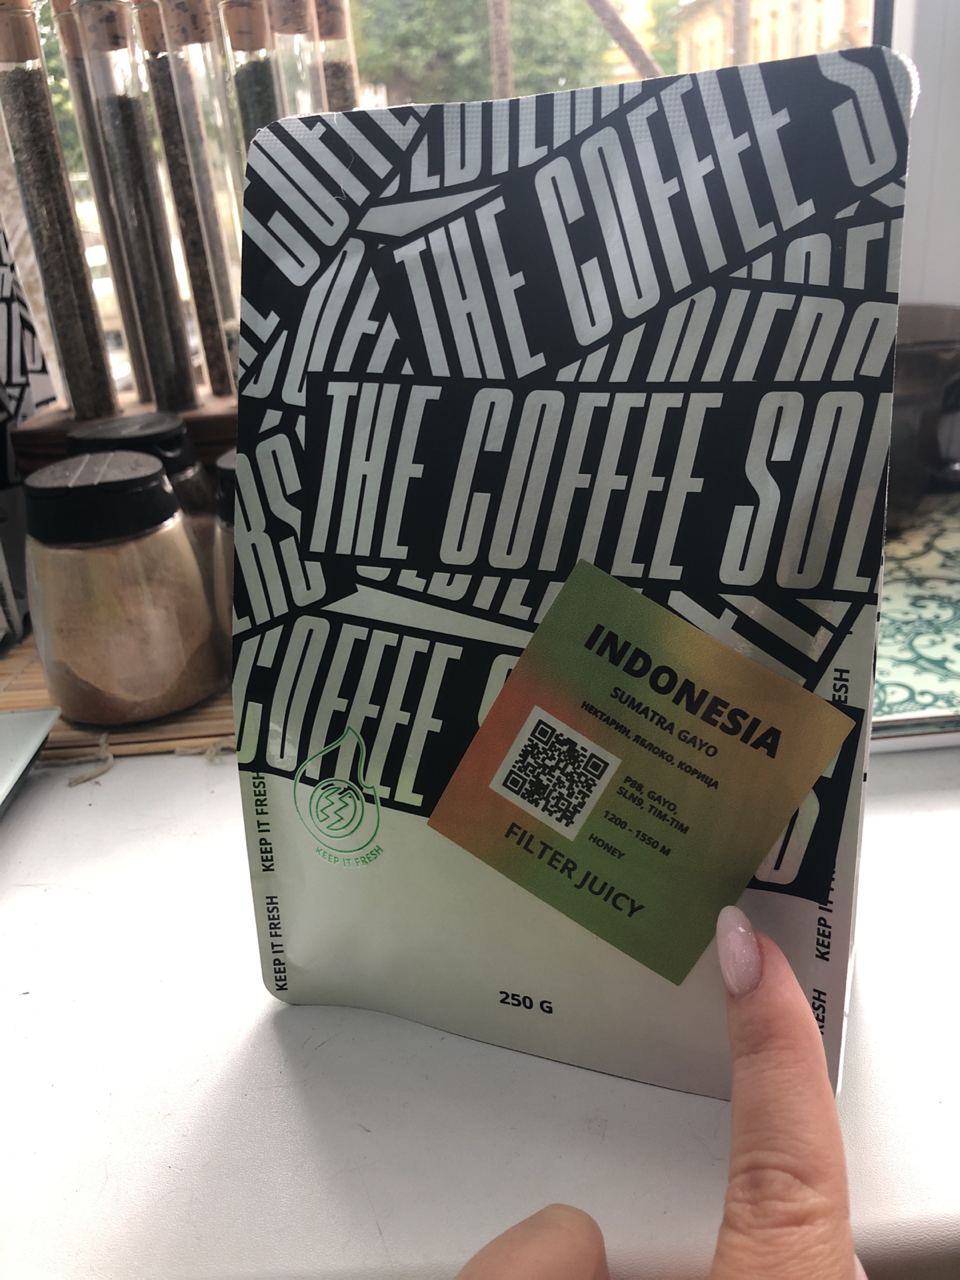 THE COFFEE SO
THE COFFEE SOL
COFFEE
KEEP IT FRESH
KEEP IT FRESH
KEEP IT FRESH
INDONESIA
SUMATRA GAYO
НЕКТАРИН, ЯБЛОКО, КОРИЦА
P88, GAYO,
SLN9, TIM-TIM
1200 - 1550 M
HONEY
FILTER JUICY
250 G